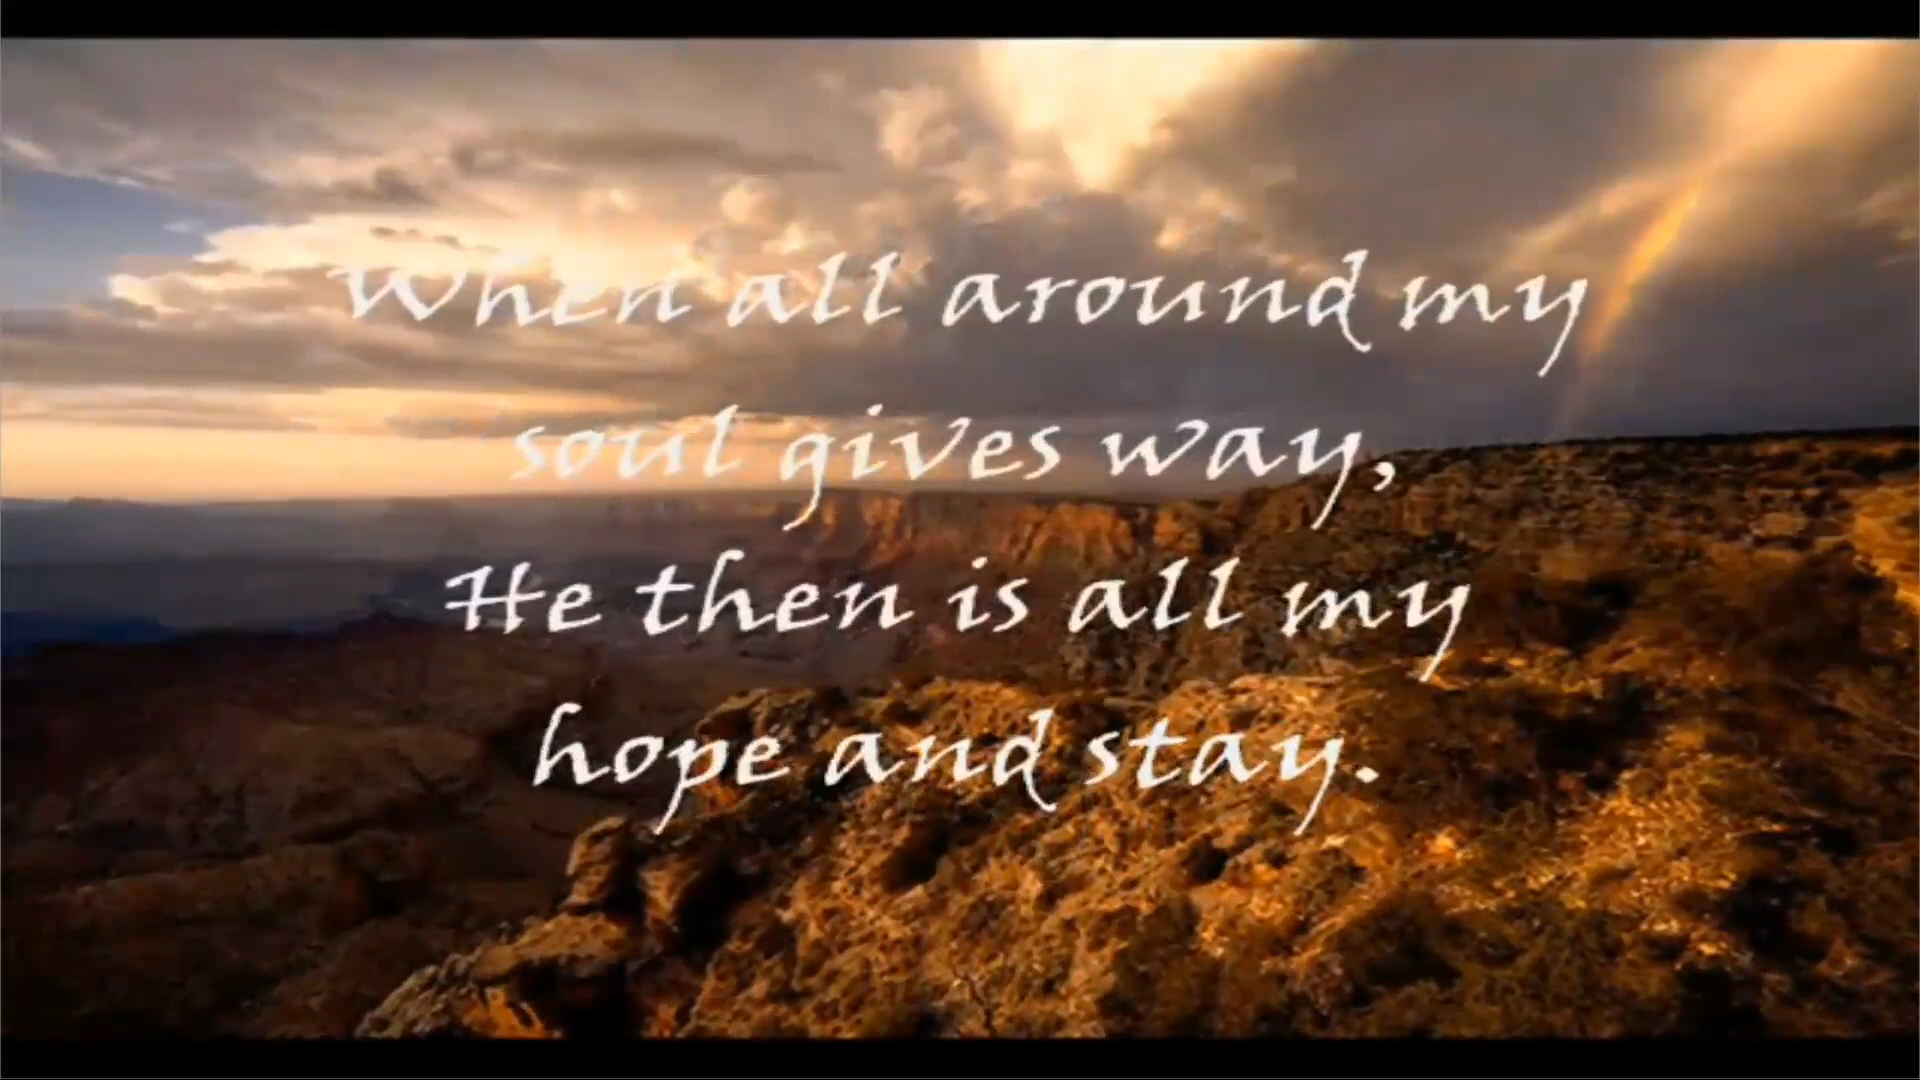 When all around my
soul gives way,
He then is all my
hope and stay.